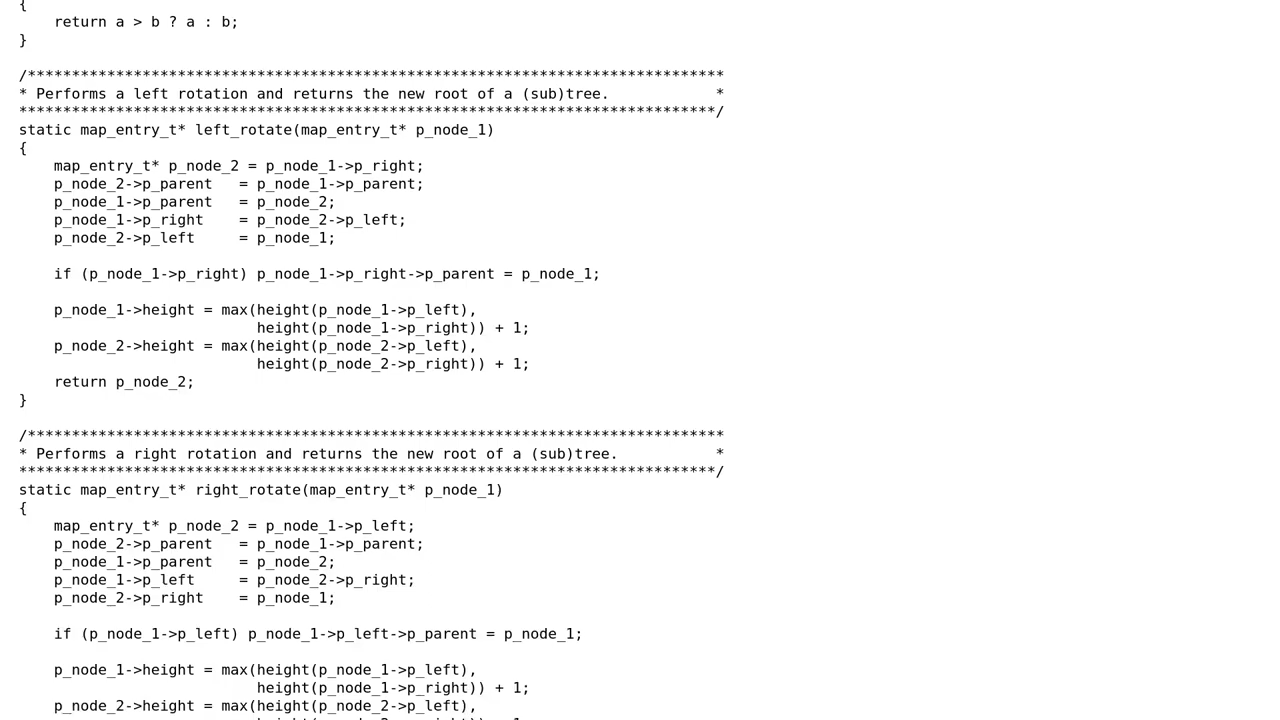 {
    return a > b ? a : b;
}

/*******************************************************************************
* Performs a left rotation and returns the new root of a (sub)tree.            *
*******************************************************************************/
static map_entry_t* left_rotate(map_entry_t* p_node_1)
{
    map_entry_t* p_node_2 = p_node_1->p_right;
    p_node_2->p_parent   = p_node_1->p_parent;
    p_node_1->p_parent   = p_node_2;
    p_node_1->p_right    = p_node_2->p_left;
    p_node_2->p_left     = p_node_1;

    if (p_node_1->p_right) p_node_1->p_right->p_parent = p_node_1;

    p_node_1->height = max(height(p_node_1->p_left),
                           height(p_node_1->p_right)) + 1;
    p_node_2->height = max(height(p_node_2->p_left),
                           height(p_node_2->p_right)) + 1;
    return p_node_2;
}

/*******************************************************************************
* Performs a right rotation and returns the new root of a (sub)tree.           *
*******************************************************************************/
static map_entry_t* right_rotate(map_entry_t* p_node_1)
{
    map_entry_t* p_node_2 = p_node_1->p_left;
    p_node_2->p_parent   = p_node_1->p_parent;
    p_node_1->p_parent   = p_node_2;
    p_node_1->p_left     = p_node_2->p_right;
    p_node_2->p_right    = p_node_1;

    if (p_node_1->p_left) p_node_1->p_left->p_parent = p_node_1;

    p_node_1->height = max(height(p_node_1->p_left),
                           height(p_node_1->p_right)) + 1;
    p_node_2->height = max(height(p_node_2->p_left),